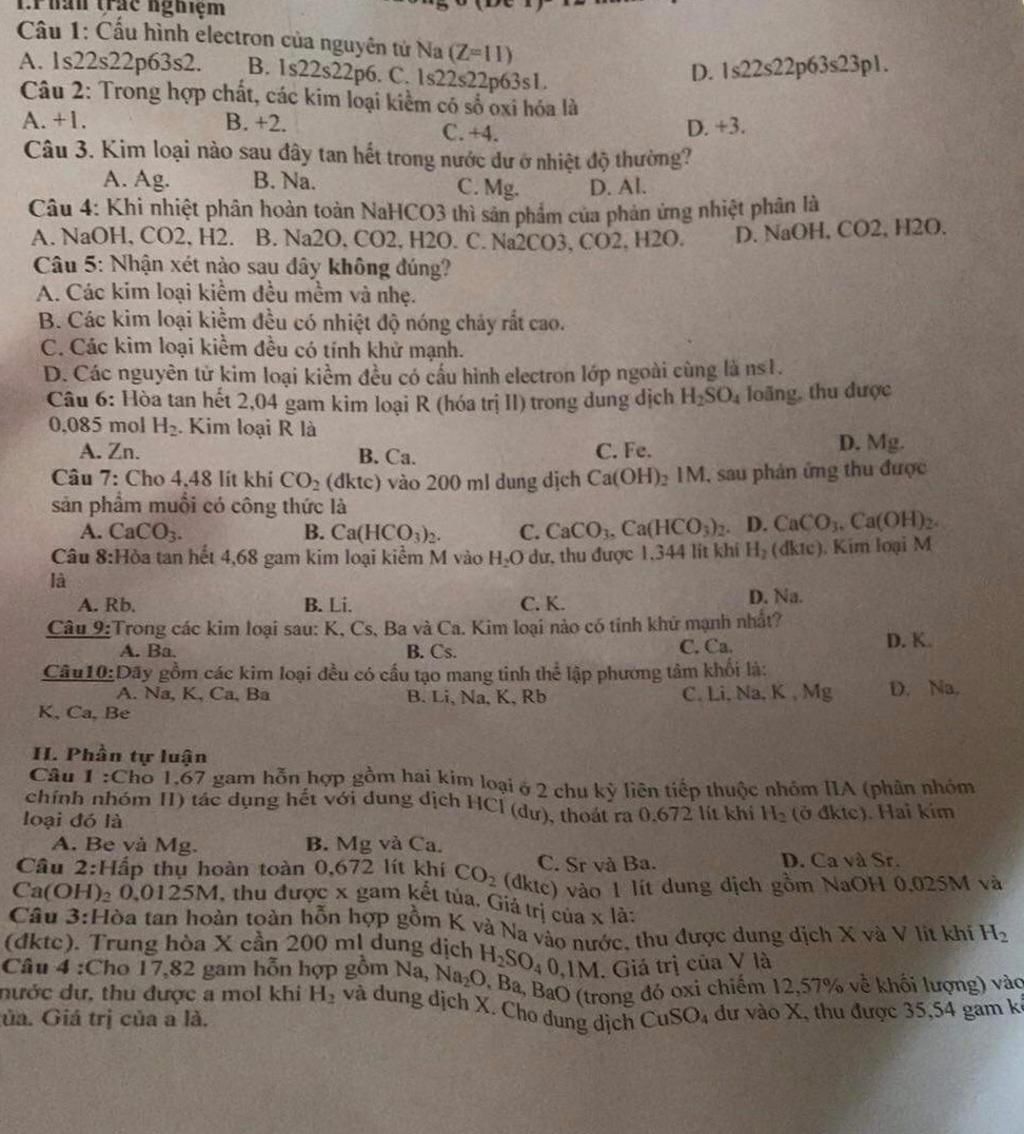 I.Phần trắc nghiệm
Câu 1: Cấu hình electron của nguyên tử Na (Z=11)
A. 1s22s22p63s2. B. 1s22s22p6. C. 1s22s22p63s1. D. 1s22s22p63s23p1.
Câu 2: Trong hợp chất, các kim loại kiềm có số oxi hóa là
A. +1. B. +2. C. +4. D. +3.
Câu 3. Kim loại nào sau đây tan hết trong nước dư ở nhiệt độ thường?
A. Ag. B. Na. C. Mg. D. Al.
Câu 4: Khi nhiệt phân hoàn toàn NaHCO3 thì sản phẩm của phản ứng nhiệt phân là
A. NaOH, CO2, H2. B. Na2O, CO2, H2O. C. Na2CO3, CO2, H2O. D. NaOH, CO2, H2O.
Câu 5: Nhận xét nào sau đây không đúng?
A. Các kim loại kiềm đều mềm và nhẹ.
B. Các kim loại kiềm đều có nhiệt độ nóng chảy rất cao.
C. Các kim loại kiềm đều có tính khử mạnh.
D. Các nguyên tử kim loại kiềm đều có cấu hình electron lớp ngoài cùng là ns1.
Câu 6: Hòa tan hết 2,04 gam kim loại R (hóa trị II) trong dung dịch H₂SO₄ loãng, thu được
0,085 mol H₂. Kim loại R là
A. Zn. B. Ca. C. Fe. D. Mg.
Câu 7: Cho 4,48 lít khí CO₂ (đktc) vào 200 ml dung dịch Ca(OH)₂ 1M, sau phản ứng thu được
sản phẩm muối có công thức là
A. CaCO₃. B. Ca(HCO₃)₂. C. CaCO₃, Ca(HCO₃)₂. D. CaCO₃, Ca(OH)₂.
Câu 8:Hòa tan hết 4,68 gam kim loại kiềm M vào H₂O dư, thu được 1,344 lít khí H₂ (đktc). Kim loại M
là
A. Rb. B. Li. C. K. D. Na.
Câu 9:Trong các kim loại sau: K, Cs, Ba và Ca. Kim loại nào có tính khử mạnh nhất?
A. Ba. B. Cs. C. Ca. D. K.
Câu10:Dãy gồm các kim loại đều có cấu tạo mạng tinh thể lập phương tâm khối là:
A. Na, K, Ca, Ba B. Li, Na, K, Rb C. Li, Na, K , Mg D. Na,
K, Ca, Be
II. Phần tự luận
Câu 1 :Cho 1,67 gam hỗn hợp gồm hai kim loại ở 2 chu kỳ liên tiếp thuộc nhóm IIA (phân nhóm
chính nhóm II) tác dụng hết với dung dịch HCl (dư), thoát ra 0,672 lít khí H₂ (ở đktc). Hai kim
loại đó là
A. Be và Mg. B. Mg và Ca. C. Sr và Ba. D. Ca và Sr.
Câu 2:Hấp thụ hoàn toàn 0,672 lít khí CO₂ (đktc) vào 1 lít dung dịch gồm NaOH 0,025M và
Ca(OH)₂ 0,0125M, thu được x gam kết tủa. Giá trị của x là:
Câu 3:Hòa tan hoàn toàn hỗn hợp gồm K và Na vào nước, thu được dung dịch X và V lít khí H₂
(đktc). Trung hòa X cần 200 ml dung dịch H₂SO₄ 0,1M. Giá trị của V là
Câu 4 :Cho 17,82 gam hỗn hợp gồm Na, Na₂O, Ba, BaO (trong đó oxi chiếm 12,57% về khối lượng) vào
nước dư, thu được a mol khí H₂ và dung dịch X. Cho dung dịch CuSO₄ dư vào X, thu được 35,54 gam
tủa. Giá trị của a là.